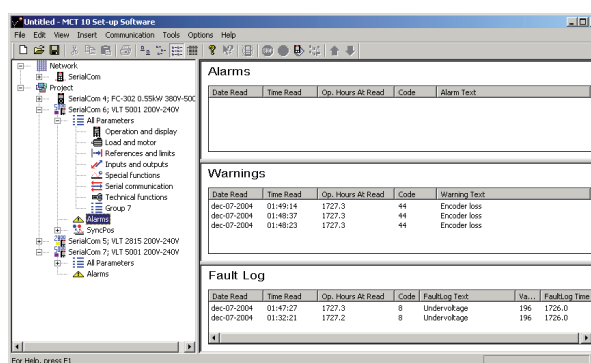 Untitled - MCT 10 Set-up Software
File Edit View Insert Communication Tools Options Help
Network
SerialCom
Project
SerialCom 4; FC-302 0.55kW 380V-500
SerialCom 6; VLT 5001 200V-240V
All Parameters
Operation and display
Load and motor
References and limits
Inputs and outputs
Special functions
Serial communication
Technical functions
Group 7
Alarms
SyncPos
SerialCom 5; VLT 2815 200V-240V
SerialCom 7; VLT 5001 200V-240V
All Parameters
Alarms
Alarms
Date Read Time Read Op. Hours At Read Code Alarm Text
Warnings
Date Read Time Read Op. Hours At Read Code Warning Text
dec-07-2004 01:49:14 1727.3 44 Encoder loss
dec-07-2004 01:48:37 1727.3 44 Encoder loss
dec-07-2004 01:48:23 1727.3 44 Encoder loss
Fault Log
Date Read Time Read Op. Hours At Read Code FaultLog Text Va... FaultLog Time
dec-07-2004 01:47:27 1727.3 8 Undervoltage 196 1726.0
dec-07-2004 01:32:21 1727.2 8 Undervoltage 196 1726.0
For Help, press F1